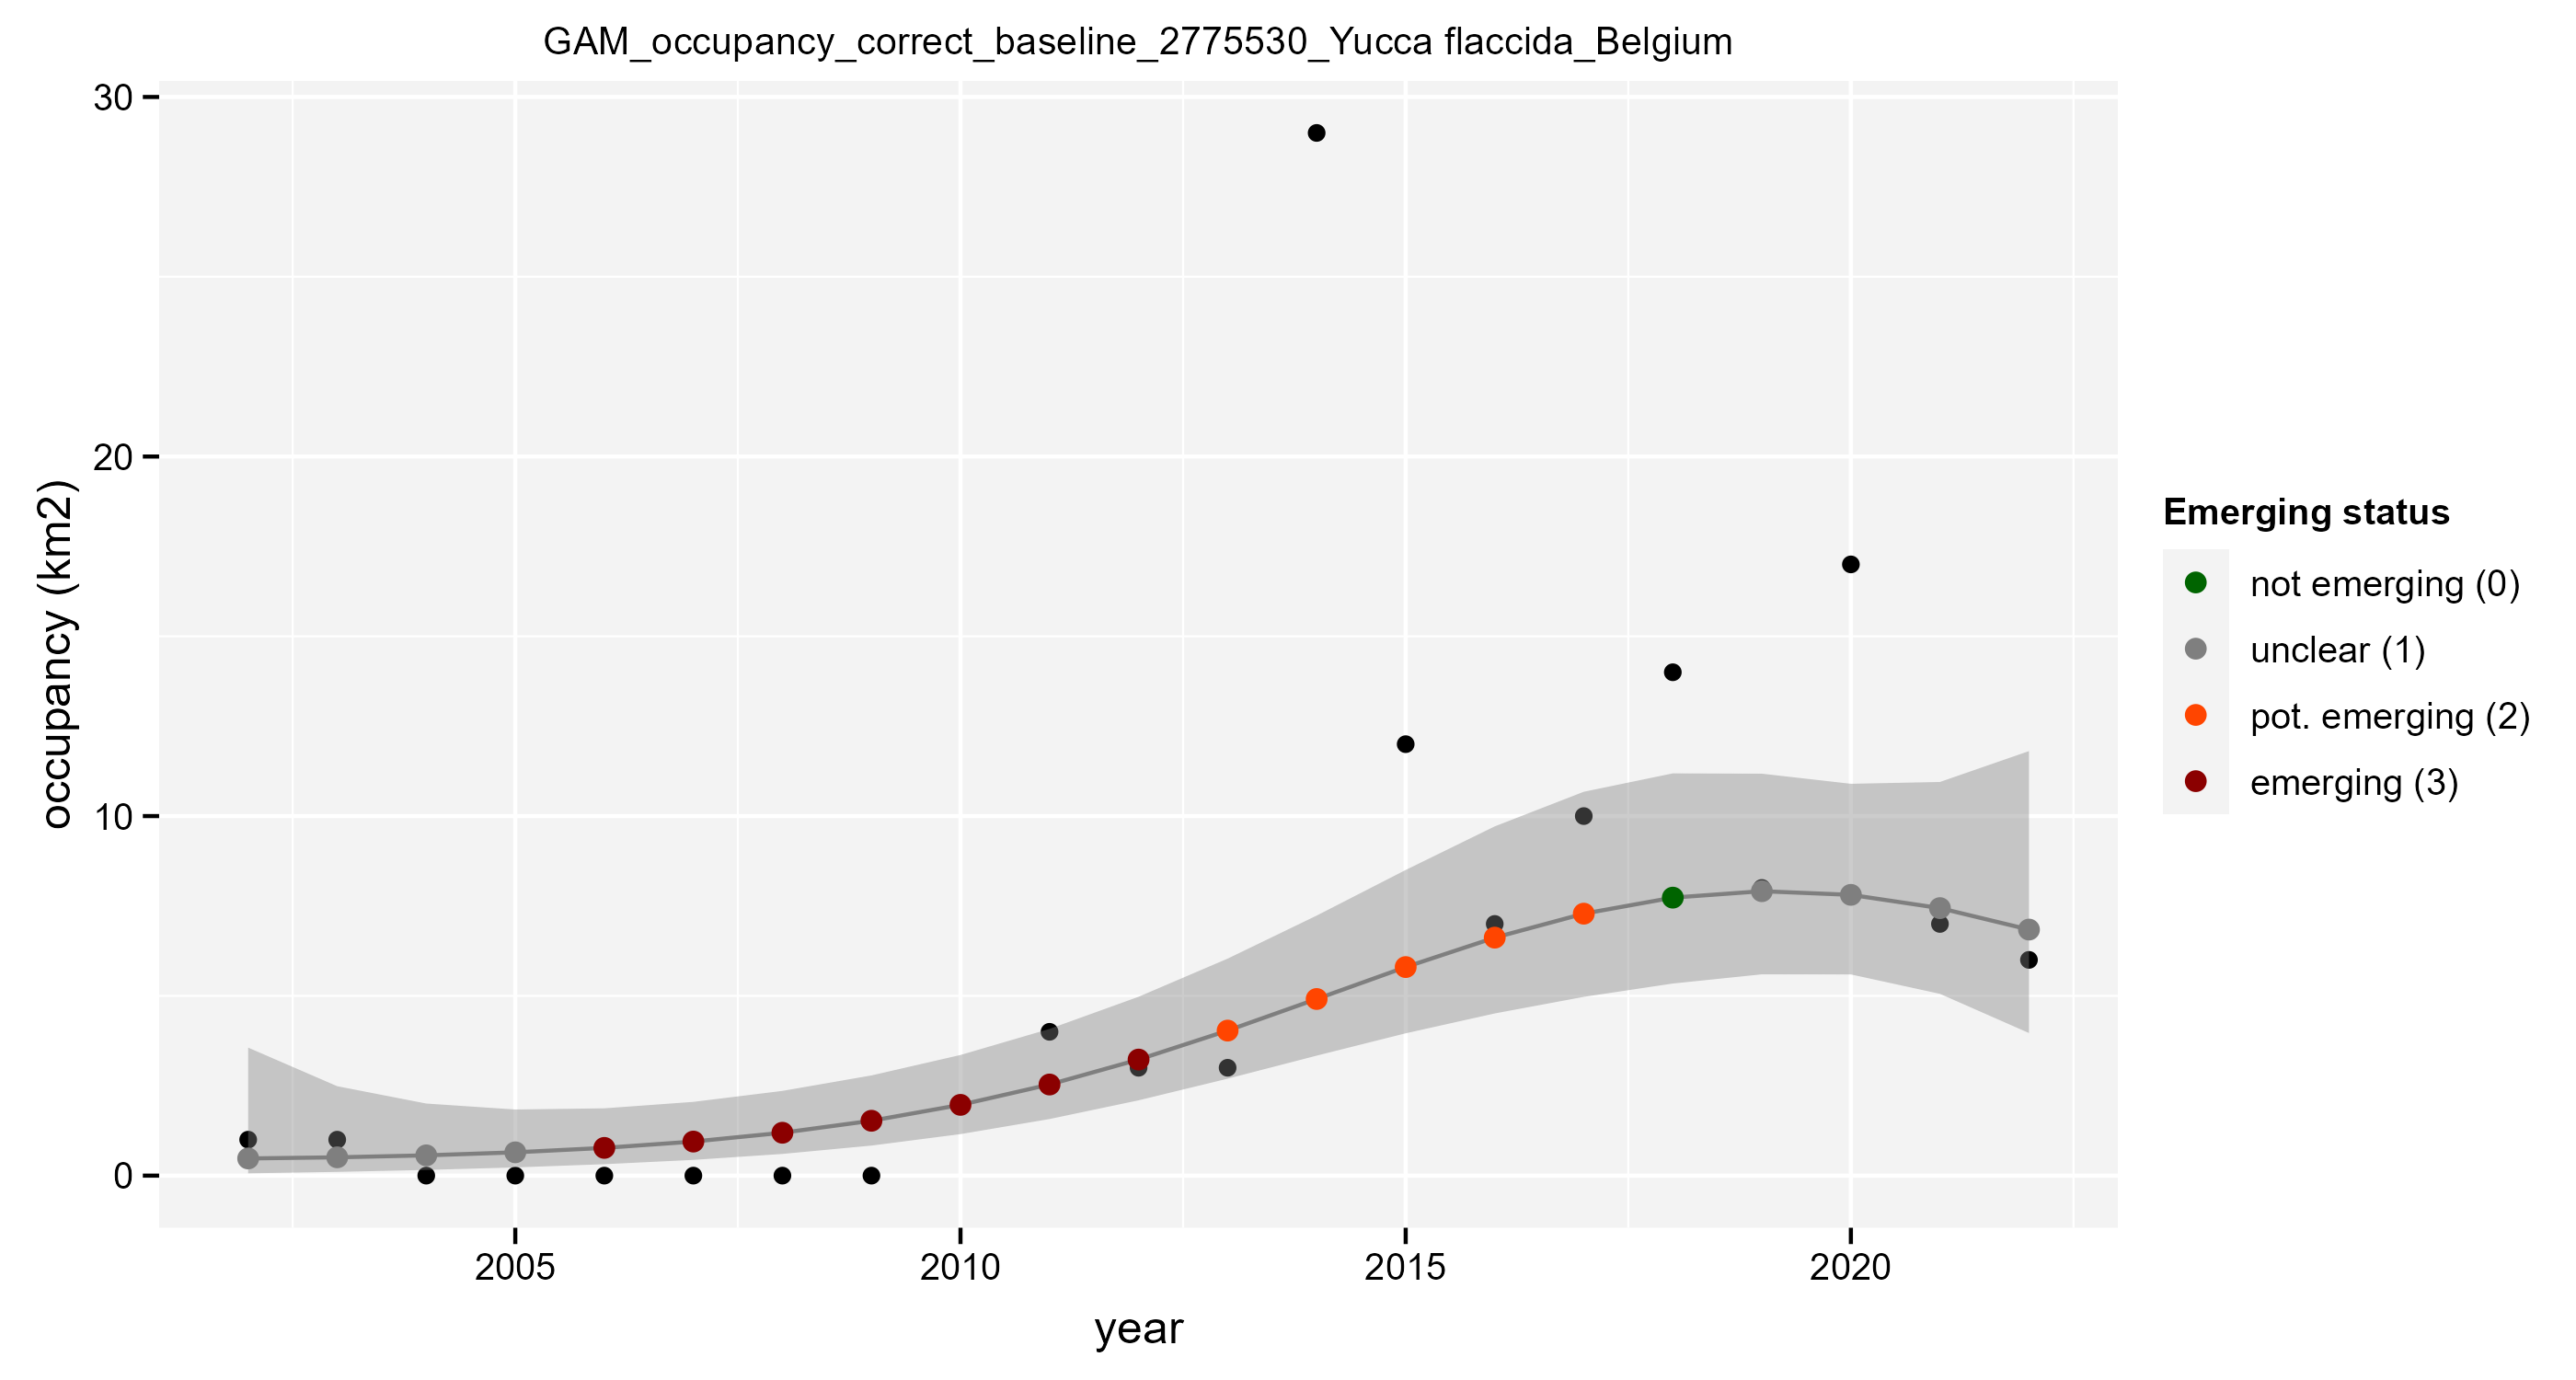 GAM_occupancy_correct_baseline_2775530_Yucca flaccida_Belgium
30
20
10
0
occupancy (km2)
2005 2010 2015 2020
year
Emerging status
not emerging (0)
unclear (1)
pot. emerging (2)
emerging (3)